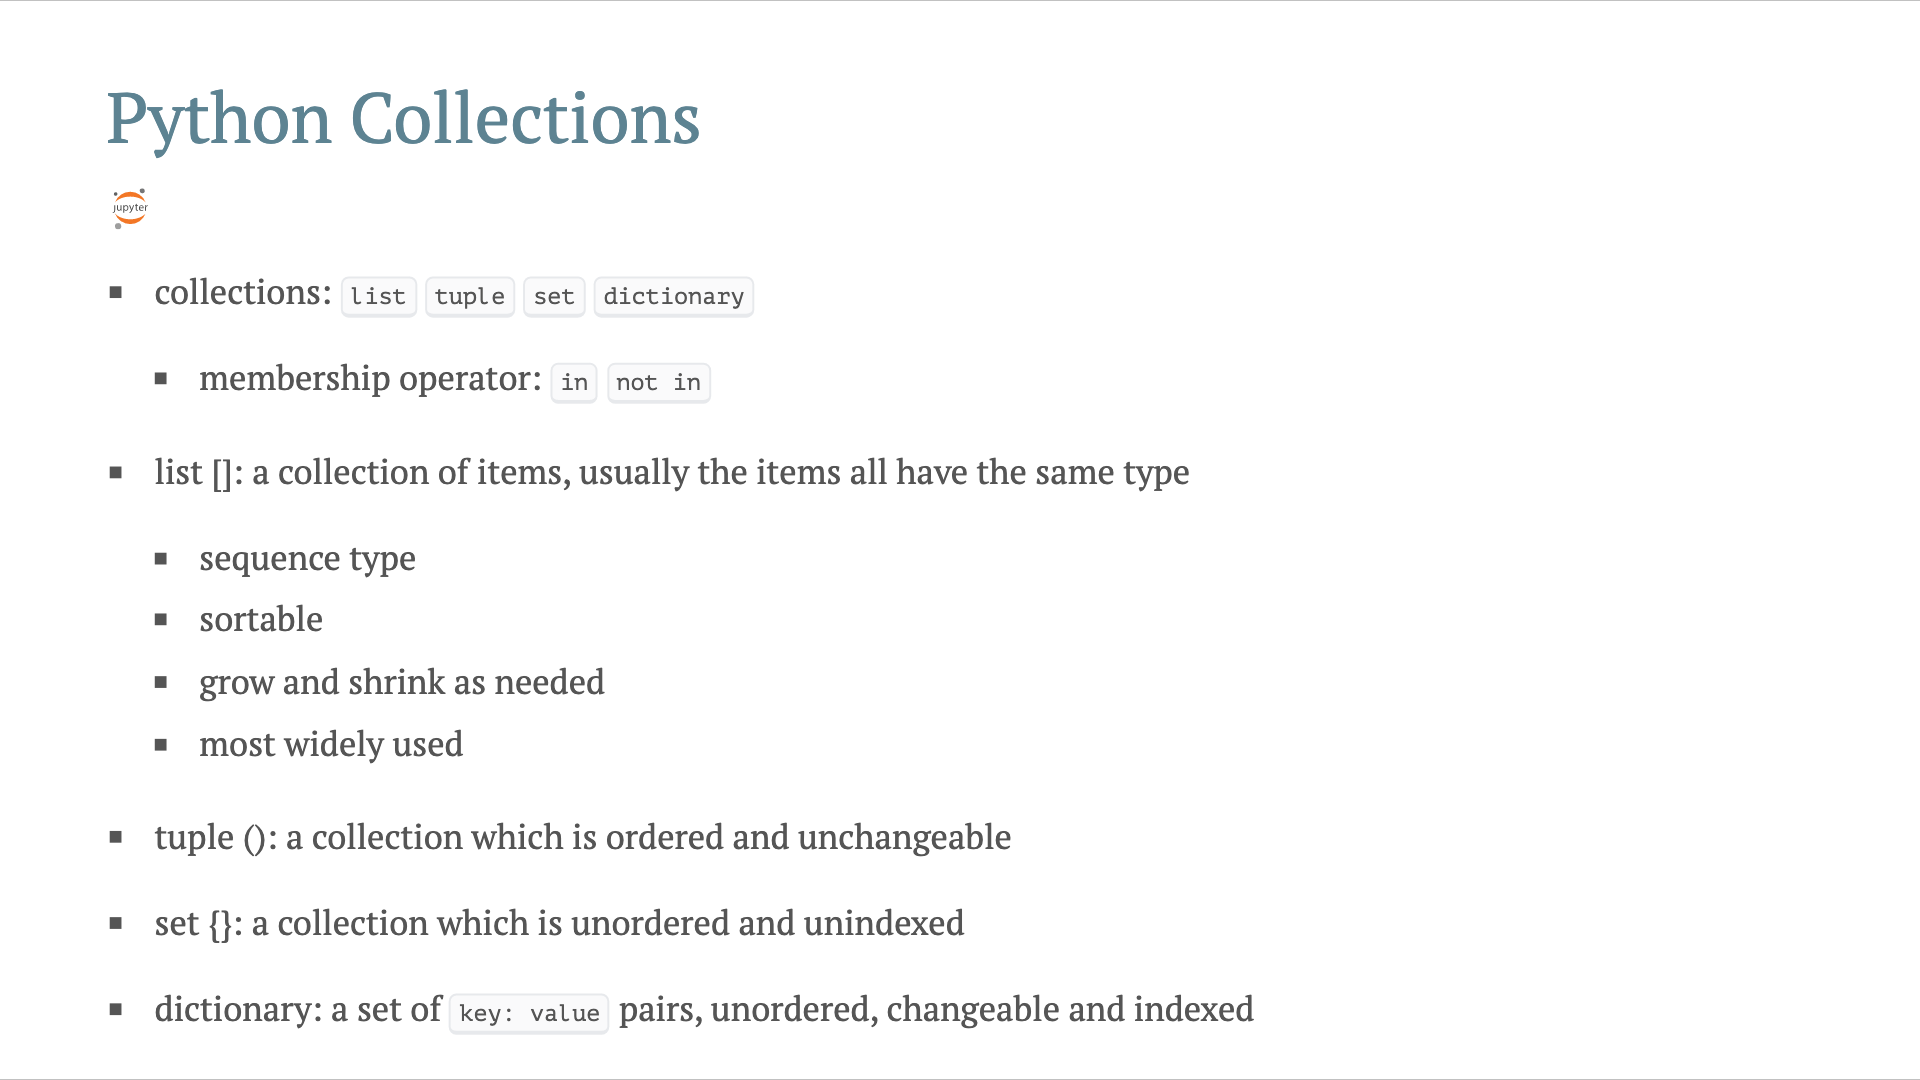 Python Collections
jupyter
collections: list tuple set dictionary
membership operator: in not in
list []: a collection of items, usually the items all have the same type
sequence type
sortable
grow and shrink as needed
most widely used
tuple (): a collection which is ordered and unchangeable
set {}: a collection which is unordered and unindexed
dictionary: a set of key: value pairs, unordered, changeable and indexed